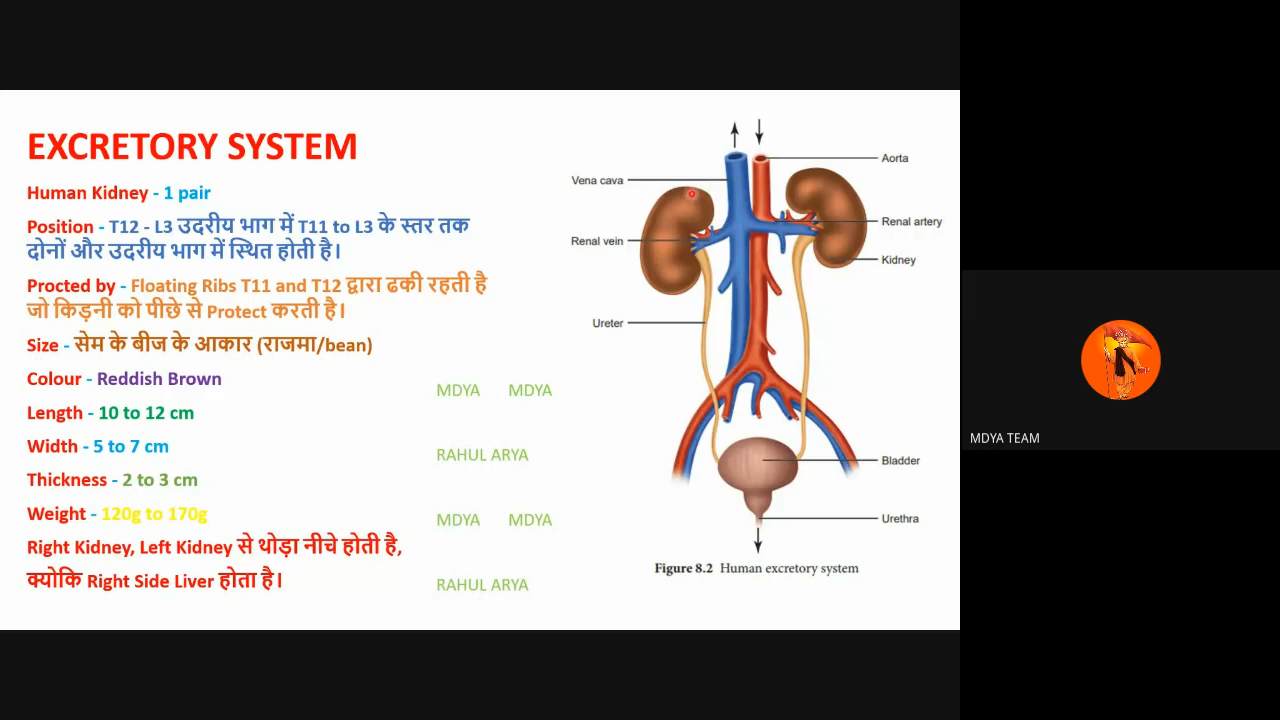 EXCRETORY SYSTEM
Human Kidney - 1 pair
Position - T12 - L3 उदरीय भाग में T11 to L3 के स्तर तक
दोनों और उदरीय भाग में स्थित होती है।
Procted by - Floating Ribs T11 and T12 द्वारा ढकी रहती है
जो किड़नी को पीछे से Protect करती है।
Size - सेम के बीज के आकार (राजमा/bean)
Colour - Reddish Brown
Length - 10 to 12 cm
Width - 5 to 7 cm
Thickness - 2 to 3 cm
Weight - 120g to 170g
Right Kidney, Left Kidney से थोड़ा नीचे होती है,
क्योकि Right Side Liver होता है।
MDYA MDYA
RAHUL ARYA
MDYA MDYA
RAHUL ARYA
Aorta
Vena cava
Renal artery
Renal vein
Kidney
Ureter
Bladder
Urethra
Figure 8.2 Human excretory system
MDYA TEAM